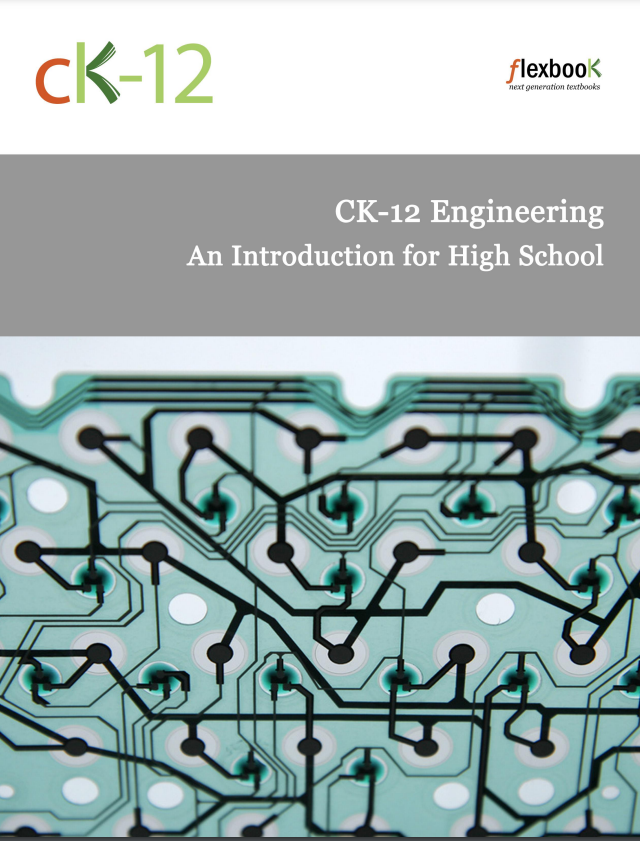 cK-12
flexbooK
next generation textbooks
CK-12 Engineering
An Introduction for High School